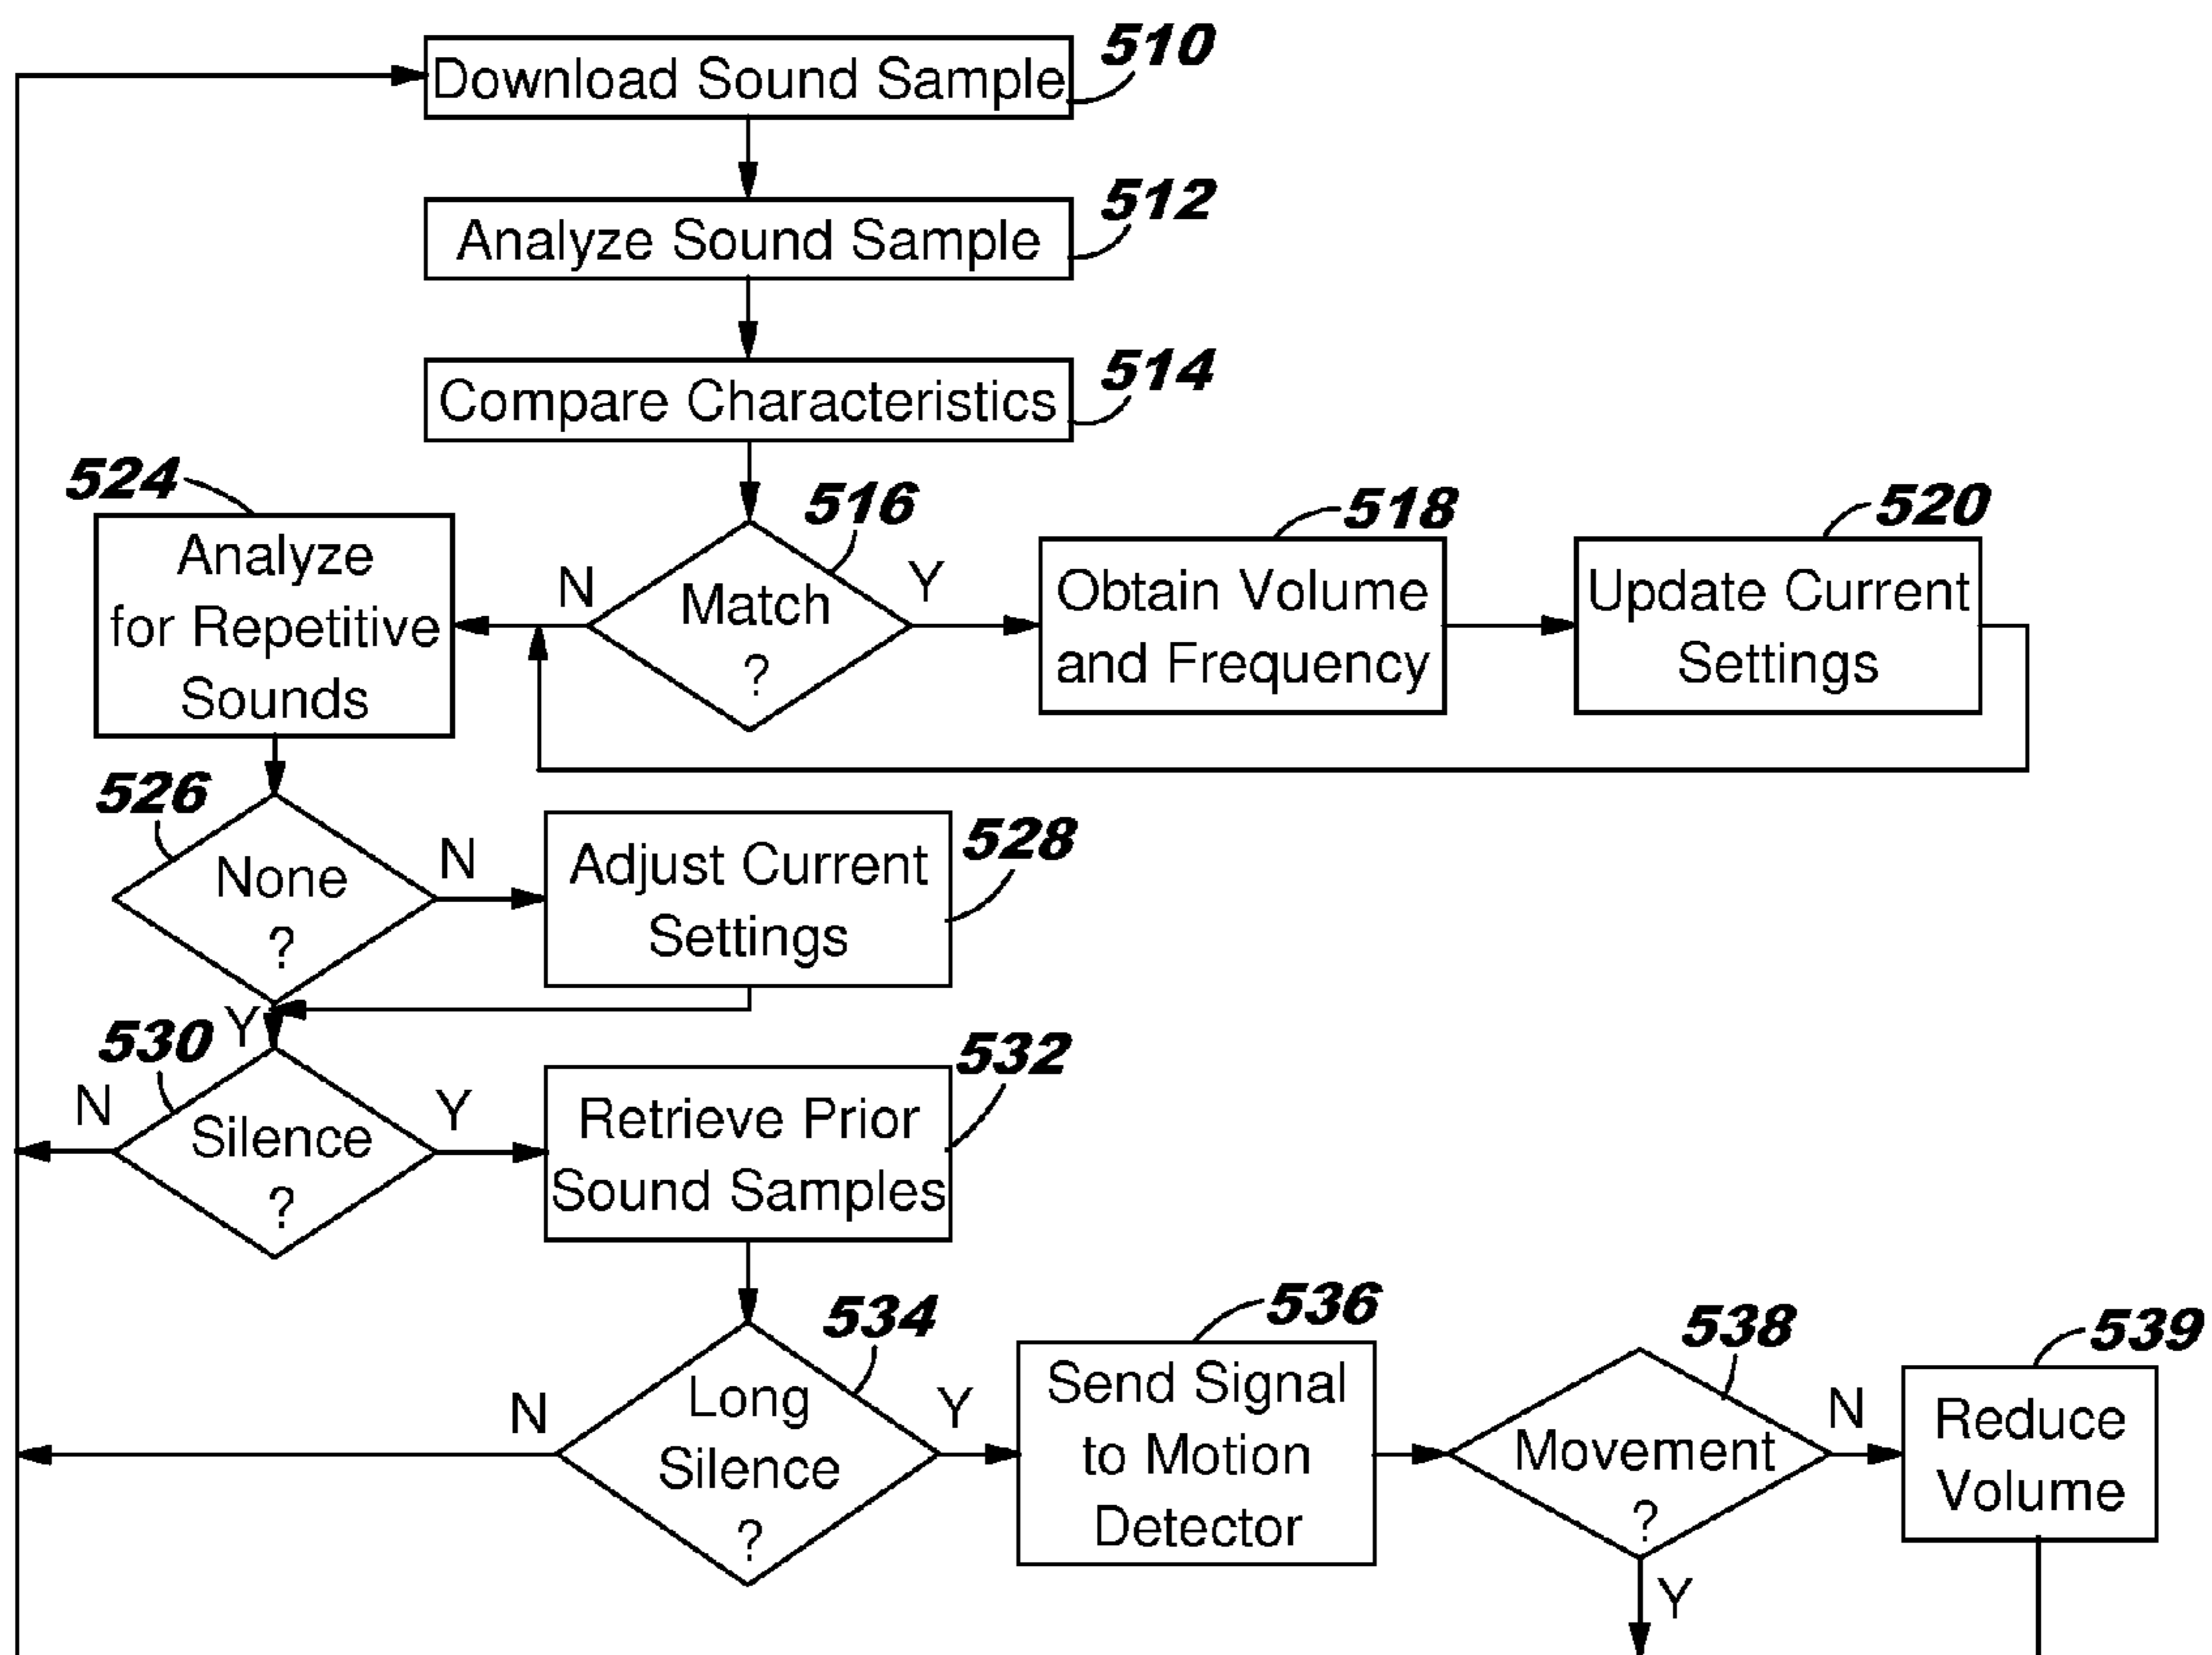 510
Download Sound Sample
512
Analyze Sound Sample
514
Compare Characteristics
524
Analyze
for Repetitive
Sounds
516
N
Match
?
Y
518
Obtain Volume
and Frequency
520
Update Current
Settings
526
None
?
N
Y
528
Adjust Current
Settings
530
N
Silence
?
Y
532
Retrieve Prior
Sound Samples
534
N
Long
Silence
?
Y
536
Send Signal
to Motion
Detector
538
Movement
?
N
Y
539
Reduce
Volume